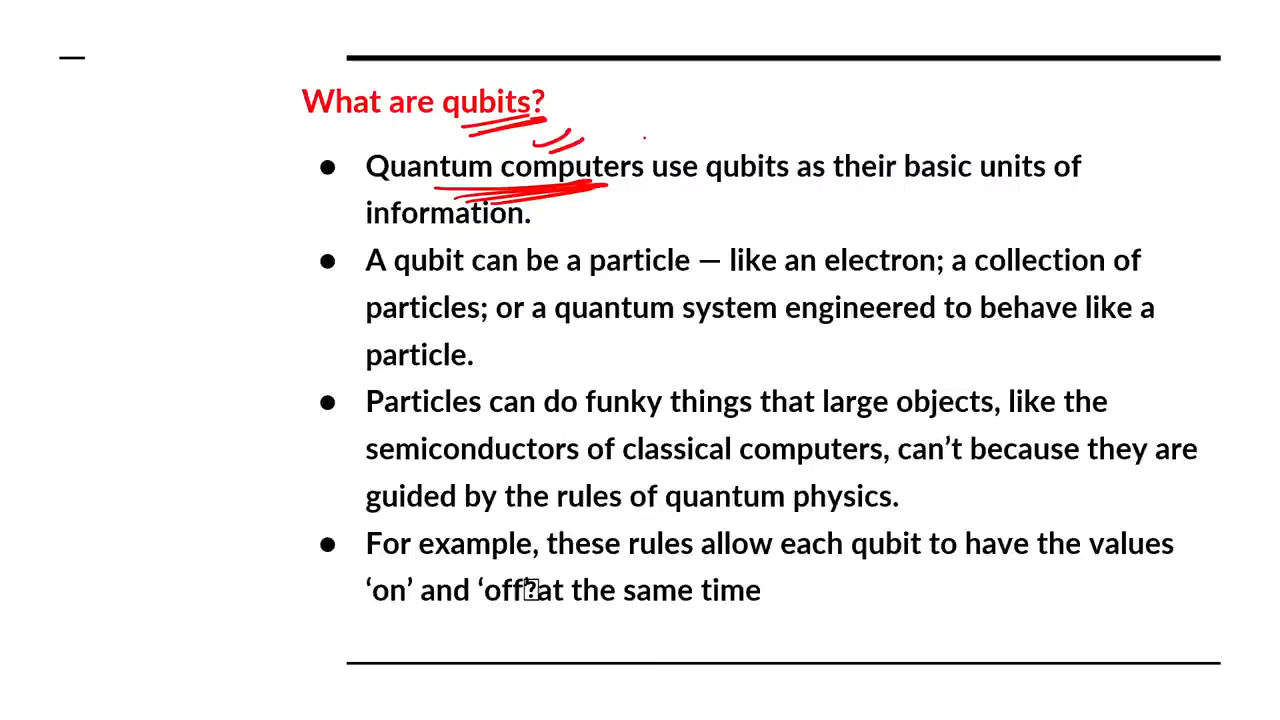 What are qubits?
● Quantum computers use qubits as their basic units of
information.
● A qubit can be a particle — like an electron; a collection of
particles; or a quantum system engineered to behave like a
particle.
● Particles can do funky things that large objects, like the
semiconductors of classical computers, can’t because they are
guided by the rules of quantum physics.
● For example, these rules allow each qubit to have the values
‘on’ and ‘off�at the same time